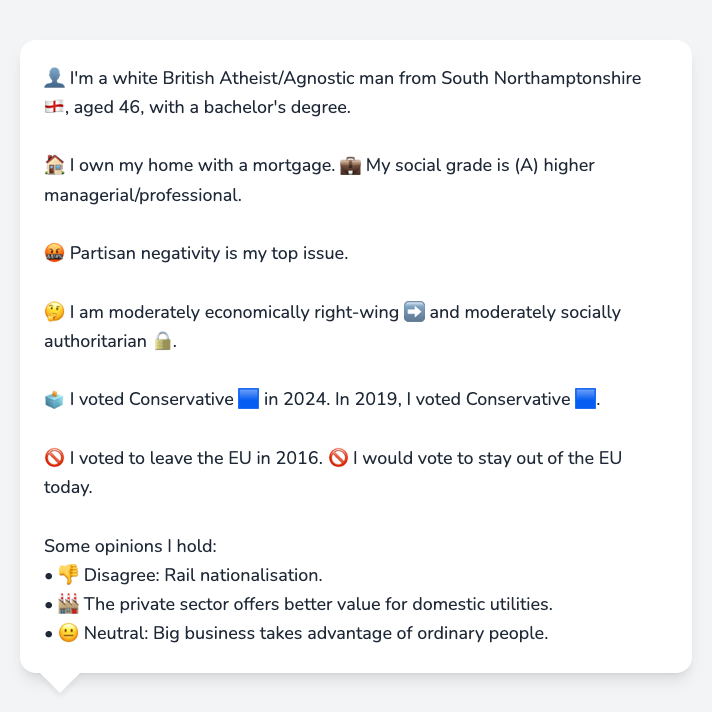 👤 I'm a white British Atheist/Agnostic man from South Northamptonshire
🏴󠁧󠁢󠁥󠁮󠁧󠁿, aged 46, with a bachelor's degree.
🏠 I own my home with a mortgage. 💼 My social grade is (A) higher
managerial/professional.
🤬 Partisan negativity is my top issue.
🤔 I am moderately economically right-wing ➡️ and moderately socially
authoritarian 🔒.
🗳️ I voted Conservative 🟦 in 2024. In 2019, I voted Conservative 🟦.
🚫 I voted to leave the EU in 2016. 🚫 I would vote to stay out of the EU
today.
Some opinions I hold:
• 👎 Disagree: Rail nationalisation.
• 🏭 The private sector offers better value for domestic utilities.
• 😐 Neutral: Big business takes advantage of ordinary people.